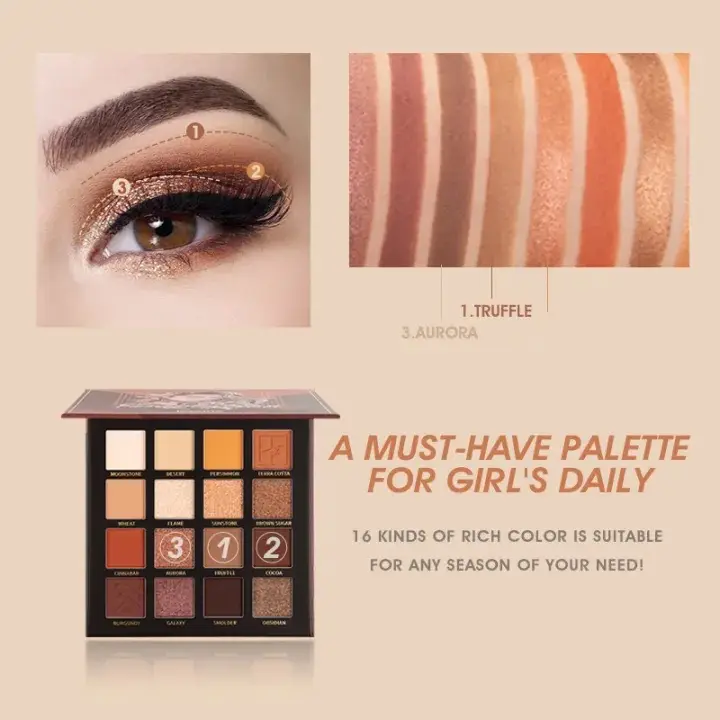 1
2
3
1.TRUFFLE
3.AURORA
A MUST-HAVE PALETTE
FOR GIRL'S DAILY
16 KINDS OF RICH COLOR IS SUITABLE
FOR ANY SEASON OF YOUR NEED!
MOONSTONE DESERT PERSIMMON TERRA-COTTA
WHEAT FLAME SUNSTONE BROWN SUGAR
3 1 2
AURORA TRUFFLE COCOA
BURGUNDY GALAXY OBSIDIAN